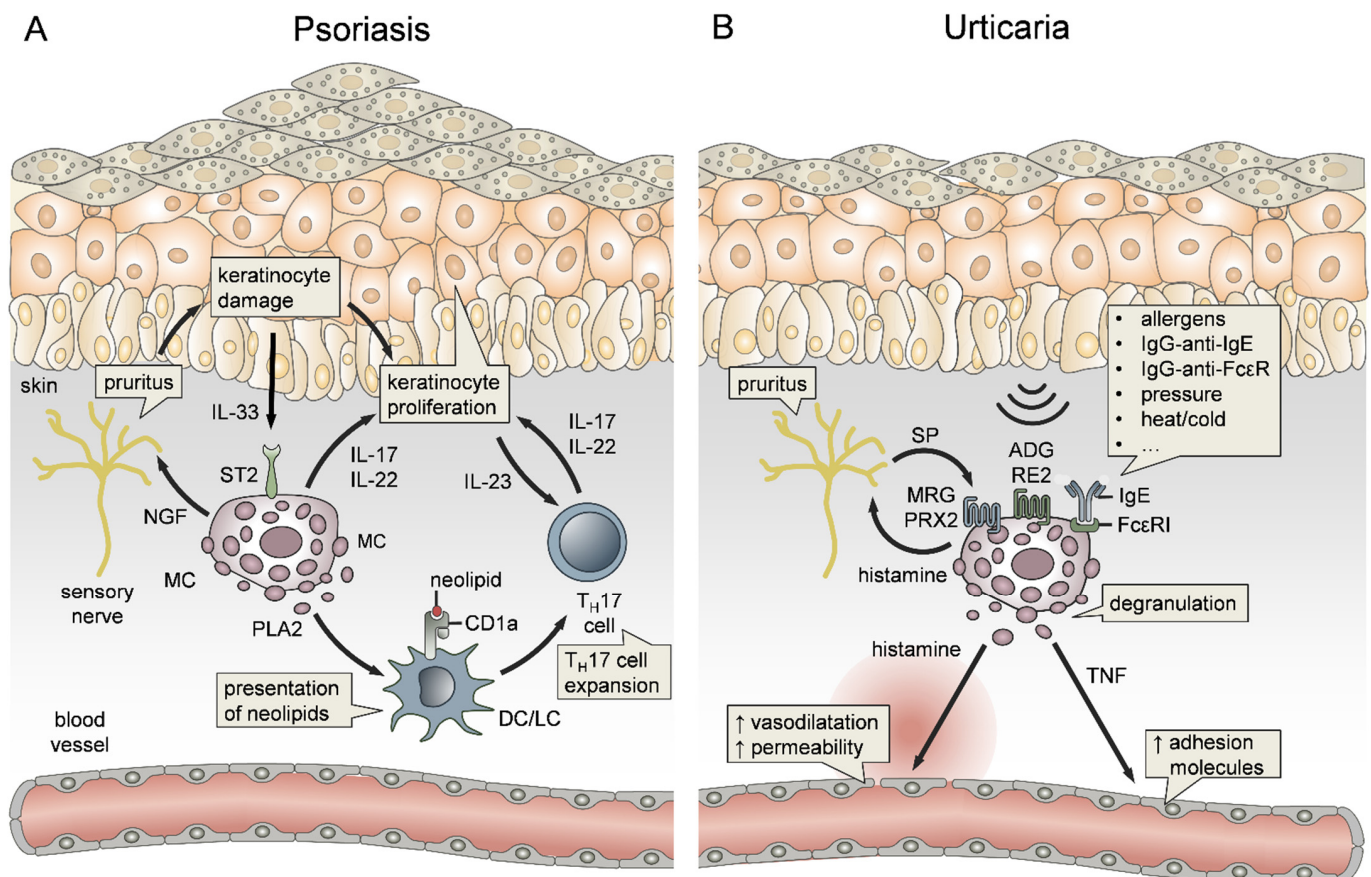 A
Psoriasis
keratinocyte
damage
skin
pruritus
IL-33
keratinocyte
proliferation
IL-17
IL-22
ST2
IL-17
IL-22
IL-23
NGF
MC
MC
sensory
nerve
neolipid
CD1a
PLA2
TH17
cell
TH17 cell
expansion
presentation
of neolipids
DC/LC
blood
vessel
B
Urticaria
• allergens
• IgG-anti-IgE
• IgG-anti-FcεR
• pressure
• heat/cold
• ...
pruritus
SP
ADG
RE2
MRG
PRX2
IgE
FcεRI
histamine
degranulation
histamine
TNF
↑ vasodilatation
↑ permeability
↑ adhesion
molecules